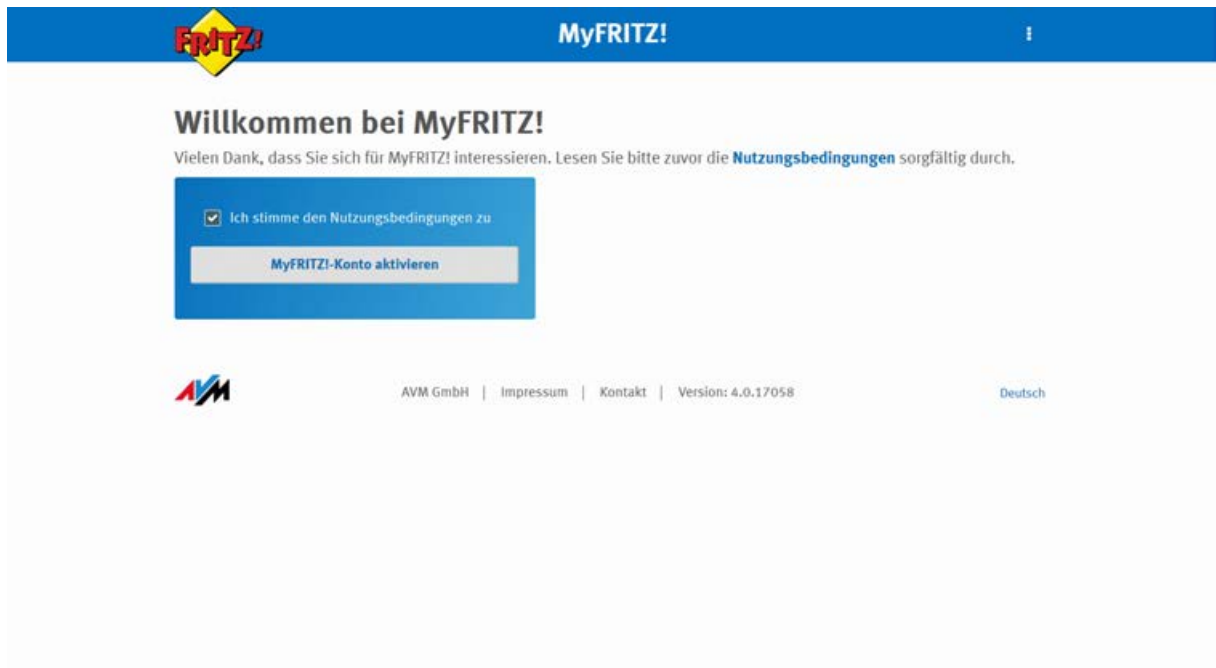 FRITZ!
MyFRITZ!
Willkommen bei MyFRITZ!
Vielen Dank, dass Sie sich für MyFRITZ! interessieren. Lesen Sie bitte zuvor die Nutzungsbedingungen sorgfältig durch.
Ich stimme den Nutzungsbedingungen zu
MyFRITZ!-Konto aktivieren
AVM AVM GmbH | Impressum | Kontakt | Version: 4.0.17058 Deutsch